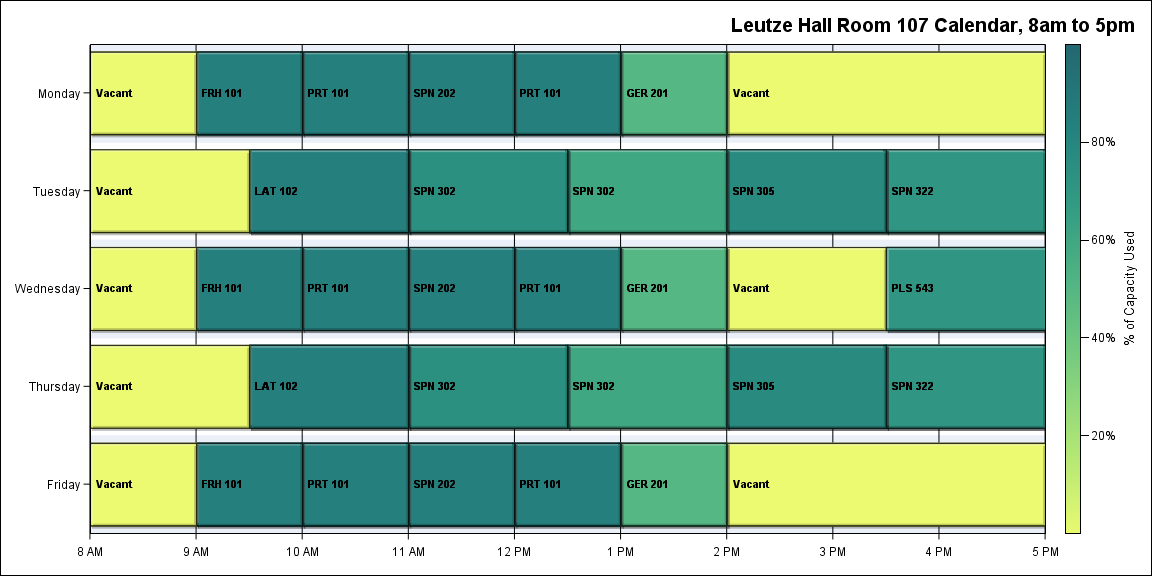 Leutze Hall Room 107 Calendar, 8am to 5pm
Monday
Vacant
FRH 101
PRT 101
SPN 202
PRT 101
GER 201
Vacant
Tuesday
Vacant
LAT 102
SPN 302
SPN 302
SPN 305
SPN 322
Wednesday
Vacant
FRH 101
PRT 101
SPN 202
PRT 101
GER 201
Vacant
PLS 543
Thursday
Vacant
LAT 102
SPN 302
SPN 302
SPN 305
SPN 322
Friday
Vacant
FRH 101
PRT 101
SPN 202
PRT 101
GER 201
Vacant
8 AM
9 AM
10 AM
11 AM
12 PM
1 PM
2 PM
3 PM
4 PM
5 PM
80%
60%
40%
20%
% of Capacity Used